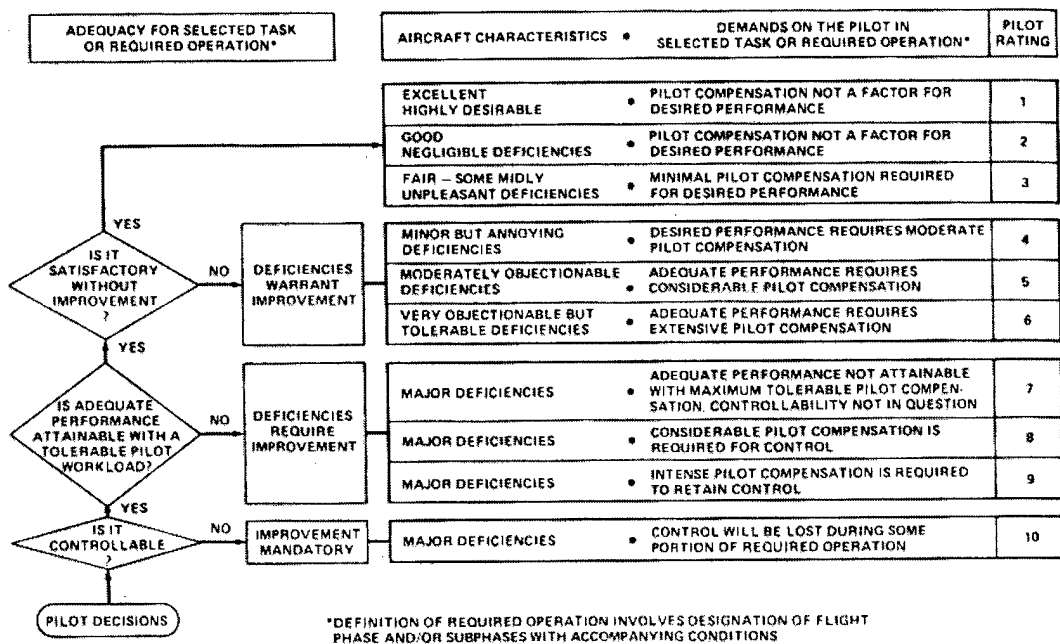 ADEQUACY FOR SELECTED TASK
OR REQUIRED OPERATION*
AIRCRAFT CHARACTERISTICS •
DEMANDS ON THE PILOT IN
SELECTED TASK OR REQUIRED OPERATION*
PILOT
RATING
EXCELLENT
HIGHLY DESIRABLE
• PILOT COMPENSATION NOT A FACTOR FOR
DESIRED PERFORMANCE
1
GOOD
NEGLIGIBLE DEFICIENCIES
• PILOT COMPENSATION NOT A FACTOR FOR
DESIRED PERFORMANCE
2
FAIR – SOME MIDLY
UNPLEASANT DEFICIENCIES
• MINIMAL PILOT COMPENSATION REQUIRED
FOR DESIRED PERFORMANCE
3
YES
IS IT
SATISFACTORY
WITHOUT
IMPROVEMENT
?
NO
DEFICIENCIES
WARRANT
IMPROVEMENT
MINOR BUT ANNOYING
DEFICIENCIES
• DESIRED PERFORMANCE REQUIRES MODERATE
PILOT COMPENSATION
4
MODERATELY OBJECTIONABLE
DEFICIENCIES
ADEQUATE PERFORMANCE REQUIRES
• CONSIDERABLE PILOT COMPENSATION
5
VERY OBJECTIONABLE BUT
TOLERABLE DEFICIENCIES
• ADEQUATE PERFORMANCE REQUIRES
EXTENSIVE PILOT COMPENSATION
6
YES
IS ADEQUATE
PERFORMANCE
ATTAINABLE WITH A
TOLERABLE PILOT
WORKLOAD?
NO
DEFICIENCIES
REQUIRE
IMPROVEMENT
MAJOR DEFICIENCIES
ADEQUATE PERFORMANCE NOT ATTAINABLE
• WITH MAXIMUM TOLERABLE PILOT COMPEN-
SATION. CONTROLLABILITY NOT IN QUESTION
7
MAJOR DEFICIENCIES
• CONSIDERABLE PILOT COMPENSATION IS
REQUIRED FOR CONTROL
8
MAJOR DEFICIENCIES
• INTENSE PILOT COMPENSATION IS REQUIRED
TO RETAIN CONTROL
9
YES
IS IT
CONTROLLABLE
?
NO
IMPROVEMENT
MANDATORY
MAJOR DEFICIENCIES
• CONTROL WILL BE LOST DURING SOME
PORTION OF REQUIRED OPERATION
10
PILOT DECISIONS
*DEFINITION OF REQUIRED OPERATION INVOLVES DESIGNATION OF FLIGHT
PHASE AND/OR SUBPHASES WITH ACCOMPANYING CONDITIONS